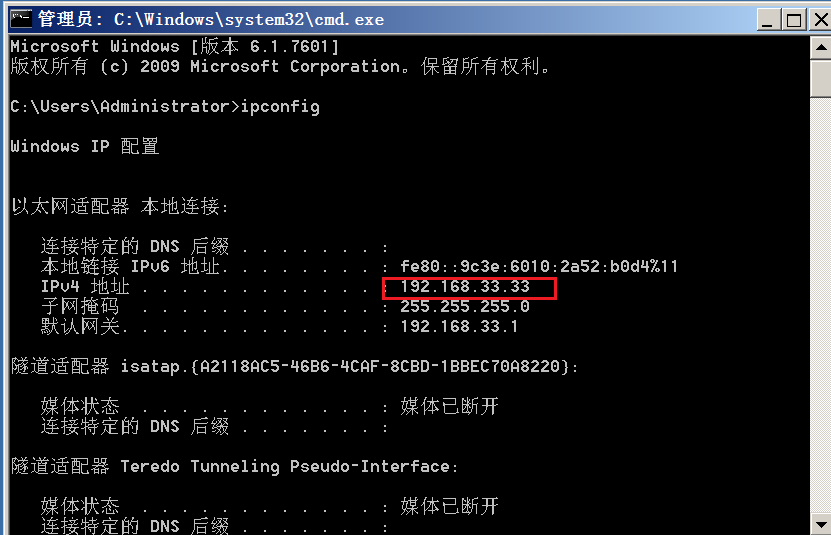 管理员: C:\Windows\system32\cmd.exe
Microsoft Windows [版本 6.1.7601]
版权所有 (c) 2009 Microsoft Corporation。保留所有权利。
C:\Users\Administrator>ipconfig
Windows IP 配置
以太网适配器 本地连接:
连接特定的 DNS 后缀 . . . . . . . :
本地链接 IPv6 地址. . . . . . . . : fe80::9c3e:6010:2a52:b0d4%11
IPv4 地址 . . . . . . . . . . . . : 192.168.33.33
子网掩码 . . . . . . . . . . . . : 255.255.255.0
默认网关. . . . . . . . . . . . . : 192.168.33.1
隧道适配器 isatap.{A2118AC5-46B6-4CAF-8CBD-1BBEC70A8220}:
媒体状态 . . . . . . . . . . . . : 媒体已断开
连接特定的 DNS 后缀 . . . . . . . :
隧道适配器 Teredo Tunneling Pseudo-Interface:
媒体状态 . . . . . . . . . . . . : 媒体已断开
连接特定的 DNS 后缀 . . . . . . . :